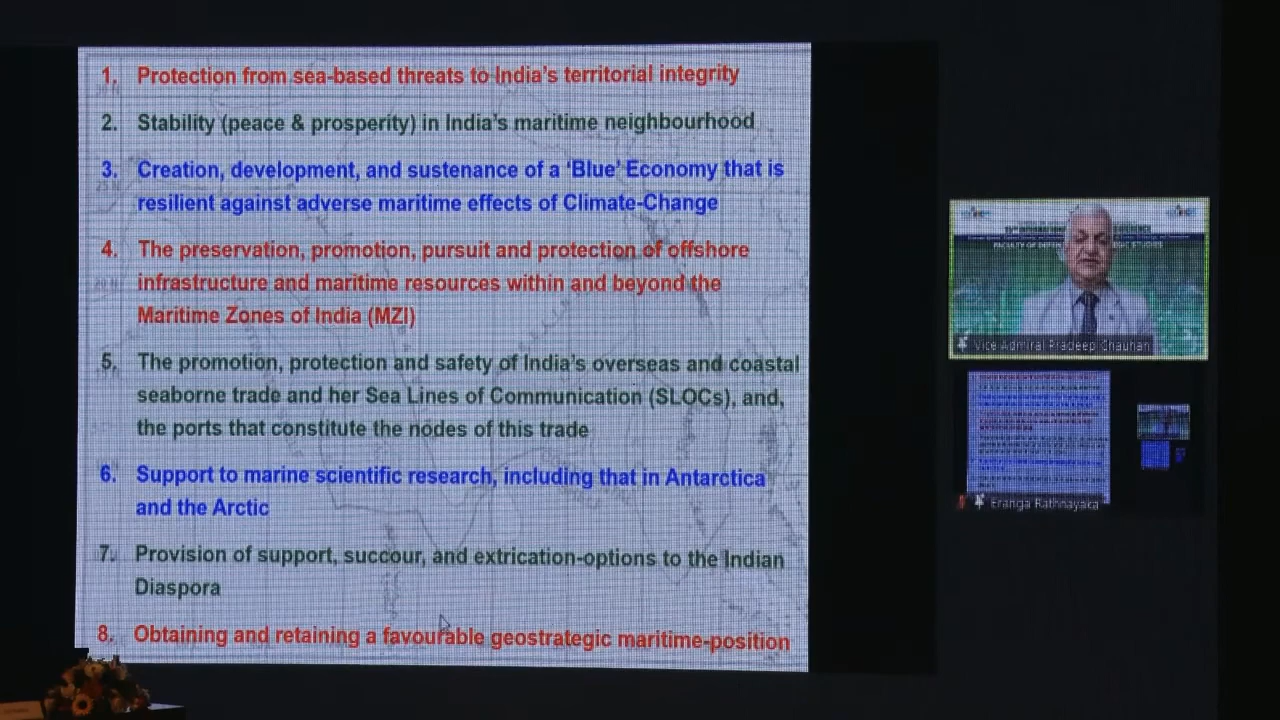 1. Protection from sea-based threats to India's territorial integrity
2. Stability (peace & prosperity) in India's maritime neighbourhood
3. Creation, development, and sustenance of a 'Blue' Economy that is
resilient against adverse maritime effects of Climate-Change
4. The preservation, promotion, pursuit and protection of offshore
infrastructure and maritime resources within and beyond the
Maritime Zones of India (MZI)
5. The promotion, protection and safety of India's overseas and coastal
seaborne trade and her Sea Lines of Communication (SLOCs), and,
the ports that constitute the nodes of this trade
6. Support to marine scientific research, including that in Antarctica
and the Arctic
7. Provision of support, succour, and extrication-options to the Indian
Diaspora
8. Obtaining and retaining a favourable geostrategic maritime-position
Vice Admiral Pradeep Chauhan
Eranga Rathnayaka